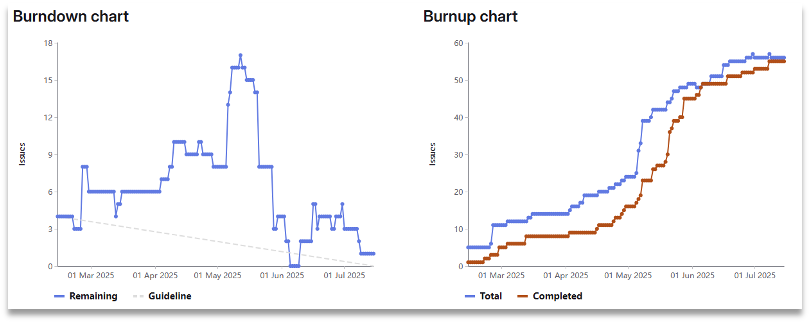 Burndown chart
18
15
12
9
6
3
0
Issues
01 Mar 2025
01 Apr 2025
01 May 2025
01 Jun 2025
01 Jul 2025
Remaining
Guideline
Burnup chart
60
50
40
30
20
10
0
Issues
01 Mar 2025
01 Apr 2025
01 May 2025
01 Jun 2025
01 Jul 2025
Total
Completed